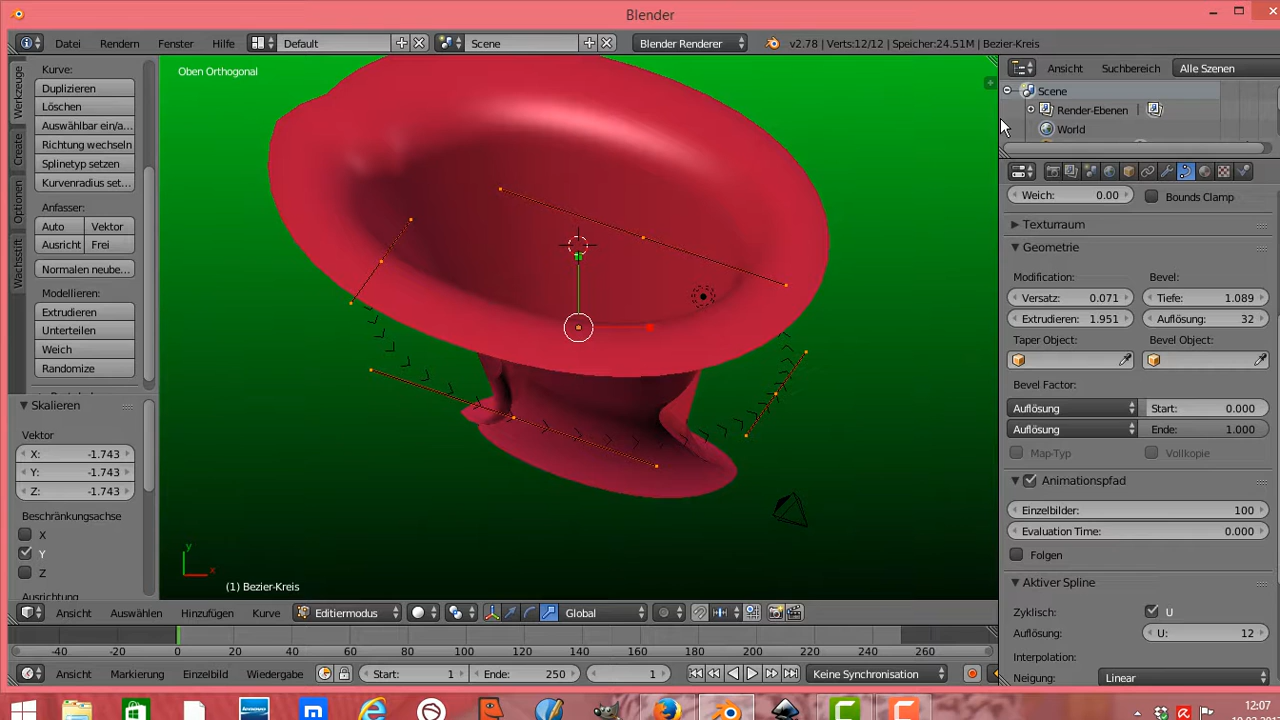 Blender
Datei Rendern Fenster Hilfe Default Scene Blender Renderer v2.78 | Verts:12/12 | Speicher:24.51M | Bezier-Kreis
Oben Orthogonal
Werkzeuge
Create
Optionen
Wachsstift
Kurve:
Duplizieren
Löschen
Auswählbar ein/a...
Richtung wechseln
Splinetyp setzen
Kurvenradius set...
Anfasser:
Auto Vektor
Ausricht Frei
Normalen neube...
Modellieren:
Extrudieren
Unterteilen
Weich
Randomize
Skalieren
Vektor
X: -1.743
Y: -1.743
Z: -1.743
Beschränkungsachse
X
Y
Z
Ausrichtung
y
x
(1) Bezier-Kreis
Ansicht Auswählen Hinzufügen Kurve Editiermodus Global
-40 -20 0 20 40 60 80 100 120 140 160 180 200 220 240 260
Ansicht Markierung Einzelbild Wiedergabe Start: 1 Ende: 250 1 Keine Synchronisation
Ansicht Suchbereich Alle Szenen
Scene
Render-Ebenen |
World
Weich: 0.00 Bounds Clamp
Texturraum
Geometrie
Modification: Bevel:
Versatz: 0.071 Tiefe: 1.089
Extrudieren: 1.951 Auflösung: 32
Taper Object: Bevel Object:
Bevel Factor:
Auflösung Start: 0.000
Auflösung Ende: 1.000
Map-Typ Vollkopie
Animationspfad
Einzelbilder: 100
Evaluation Time: 0.000
Folgen
Aktiver Spline
Zyklisch: U
Auflösung: U: 12
Interpolation:
Neigung: Linear
lenovo
12:07